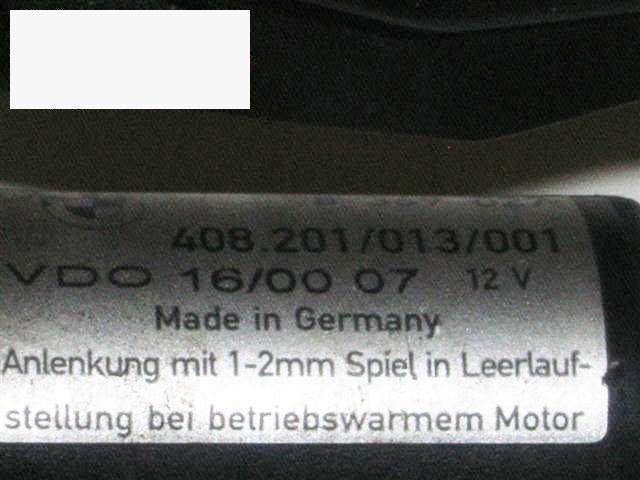 408.201/013/001
VDO 16/00 07 12 V
Made in Germany
Anlenkung mit 1-2mm Spiel in Leerlauf-
stellung bei betriebswarmem Motor